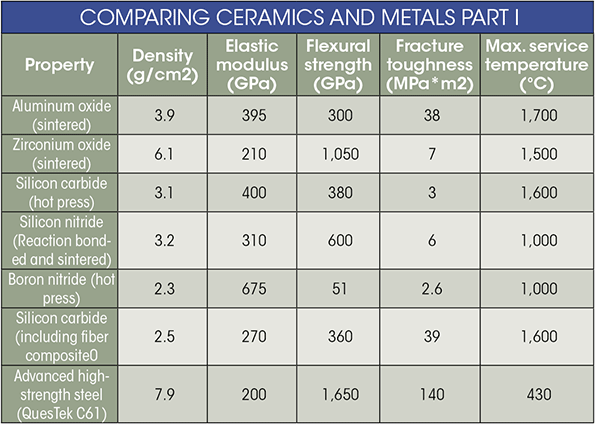 COMPARING CERAMICS AND METALS PART I
Property
Density
(g/cm2)
Elastic
modulus
(GPa)
Flexural
strength
(GPa)
Fracture
toughness
(MPa*m2)
Max. service
temperature
(°C)
Aluminum oxide
(sintered)
3.9
395
300
38
1,700
Zirconium oxide
(sintered)
6.1
210
1,050
7
1,500
Silicon carbide
(hot press)
3.1
400
380
3
1,600
Silicon nitride
(Reaction bond-
ed and sintered)
3.2
310
600
6
1,000
Boron nitride (hot
press)
2.3
675
51
2.6
1,000
Silicon carbide
(including fiber
composite0
2.5
270
360
39
1,600
Advanced high-
strength steel
(QuesTek C61)
7.9
200
1,650
140
430